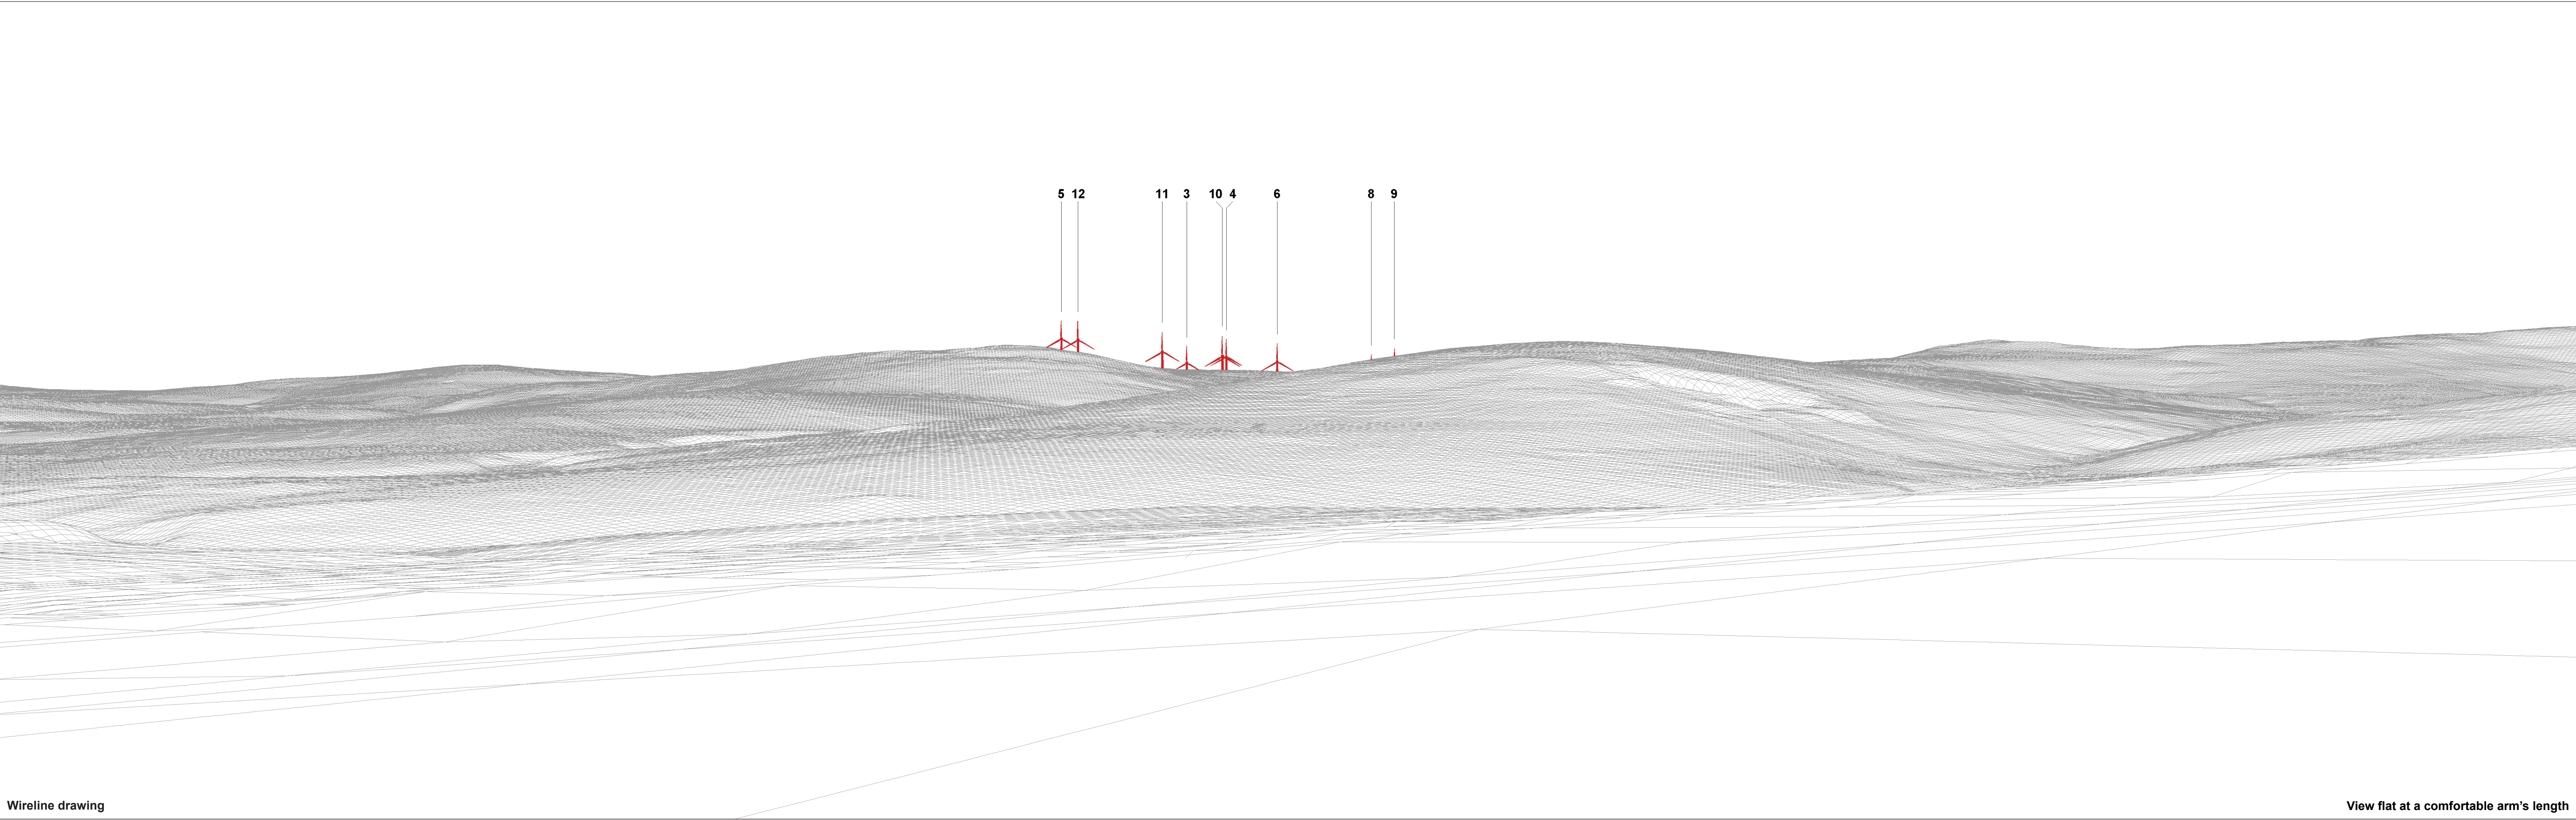 5 12 11 3 10 4 6 8 9
Wireline drawing
View flat at a comfortable arm's length